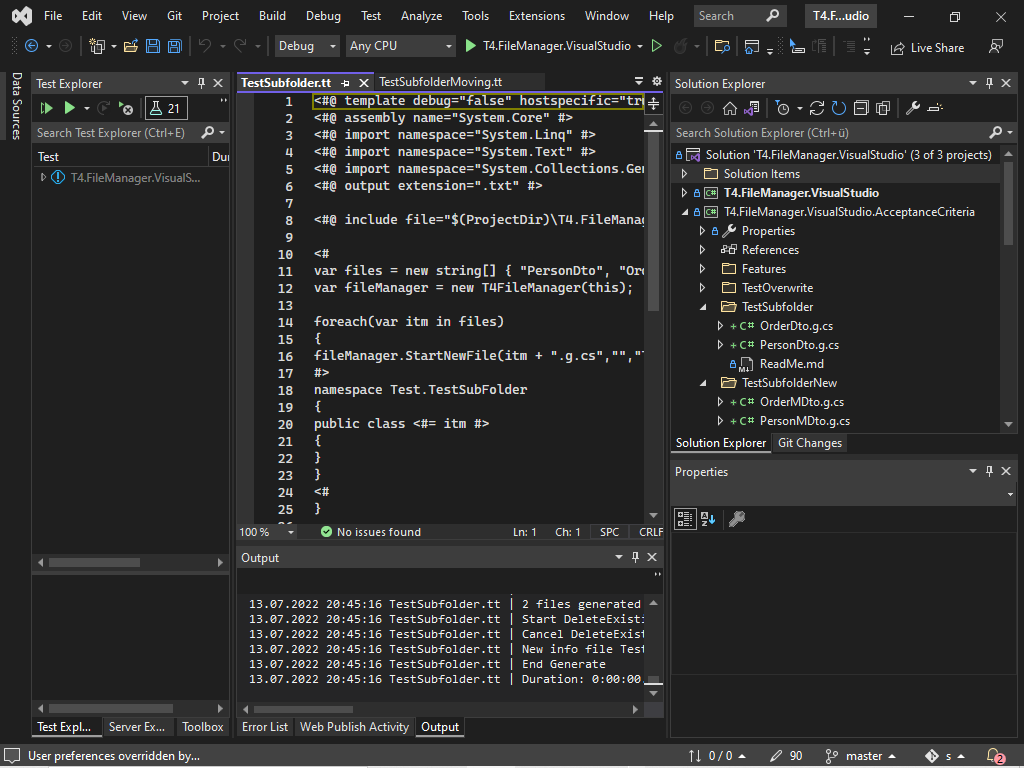 File Edit View Git Project Build Debug Test Analyze Tools Extensions Window Help Search T4.F...udio
Debug Any CPU T4.FileManager.VisualStudio Live Share
Data Sources
Test Explorer
21
Search Test Explorer (Ctrl+E)
Test Dur
T4.FileManager.VisualS...
Test Expl... Server Ex... Toolbox
TestSubfolder.tt TestSubfolderMoving.tt
1 <#@ template debug="false" hostspecific="tr
2 <#@ assembly name="System.Core" #>
3 <#@ import namespace="System.Linq" #>
4 <#@ import namespace="System.Text" #>
5 <#@ import namespace="System.Collections.Gen
6 <#@ output extension=".txt" #>
7
8 <#@ include file="$(ProjectDir)\T4.FileManag
9
10 <#
11 var files = new string[] { "PersonDto", "Or
12 var fileManager = new T4FileManager(this);
13
14 foreach(var itm in files)
15 {
16 fileManager.StartNewFile(itm + ".g.cs","","T
17 #>
18 namespace Test.TestSubFolder
19 {
20 public class <#= itm #>
21 {
22 }
23 }
24 <#
25 }
100 % No issues found Ln: 1 Ch: 1 SPC CRLF
Output
13.07.2022 20:45:16 TestSubfolder.tt | 2 files generated
13.07.2022 20:45:16 TestSubfolder.tt | Start DeleteExisti
13.07.2022 20:45:16 TestSubfolder.tt | Cancel DeleteExist
13.07.2022 20:45:16 TestSubfolder.tt | New info file Test
13.07.2022 20:45:16 TestSubfolder.tt | End Generate
13.07.2022 20:45:16 TestSubfolder.tt | Duration: 0:00:00.
Error List Web Publish Activity Output
Solution Explorer
Search Solution Explorer (Ctrl+ü)
Solution 'T4.FileManager.VisualStudio' (3 of 3 projects)
Solution Items
C# T4.FileManager.VisualStudio
C# T4.FileManager.VisualStudio.AcceptanceCriteria
Properties
References
Features
TestOverwrite
TestSubfolder
+ C# OrderDto.g.cs
+ C# PersonDto.g.cs
ReadMe.md
TestSubfolderNew
+ C# OrderMDto.g.cs
+ C# PersonMDto.g.cs
Solution Explorer Git Changes
Properties
User preferences overridden by... 0 / 0 90 master s 2